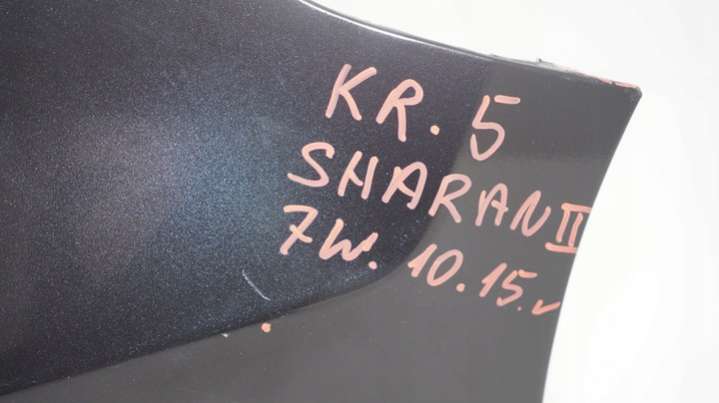 KR. 5
SHARAN II
7W. 10.15.✓